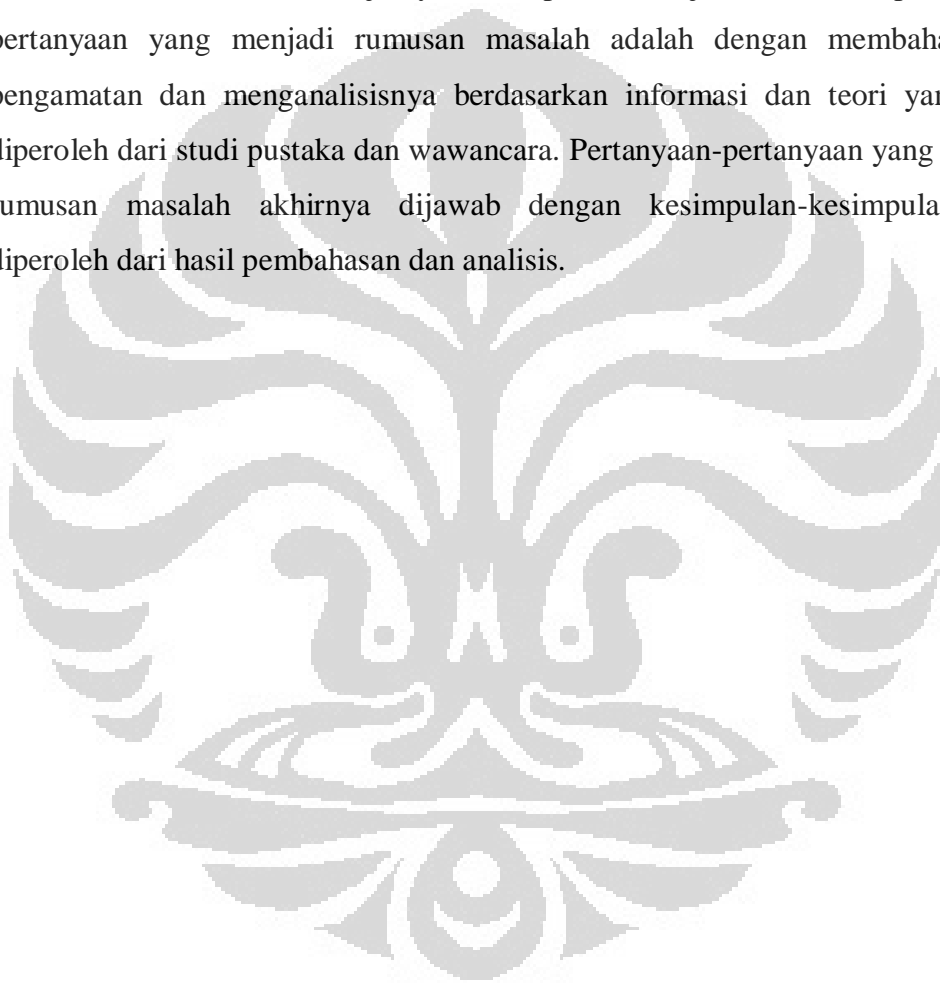 pertanyaan yang menjadi rumusan masalah adalah dengan membaha
pengamatan dan menganalisisnya berdasarkan informasi dan teori yan
diperoleh dari studi pustaka dan wawancara. Pertanyaan-pertanyaan yang
rumusan masalah akhirnya dijawab dengan kesimpulan-kesimpula
diperoleh dari hasil pembahasan dan analisis.